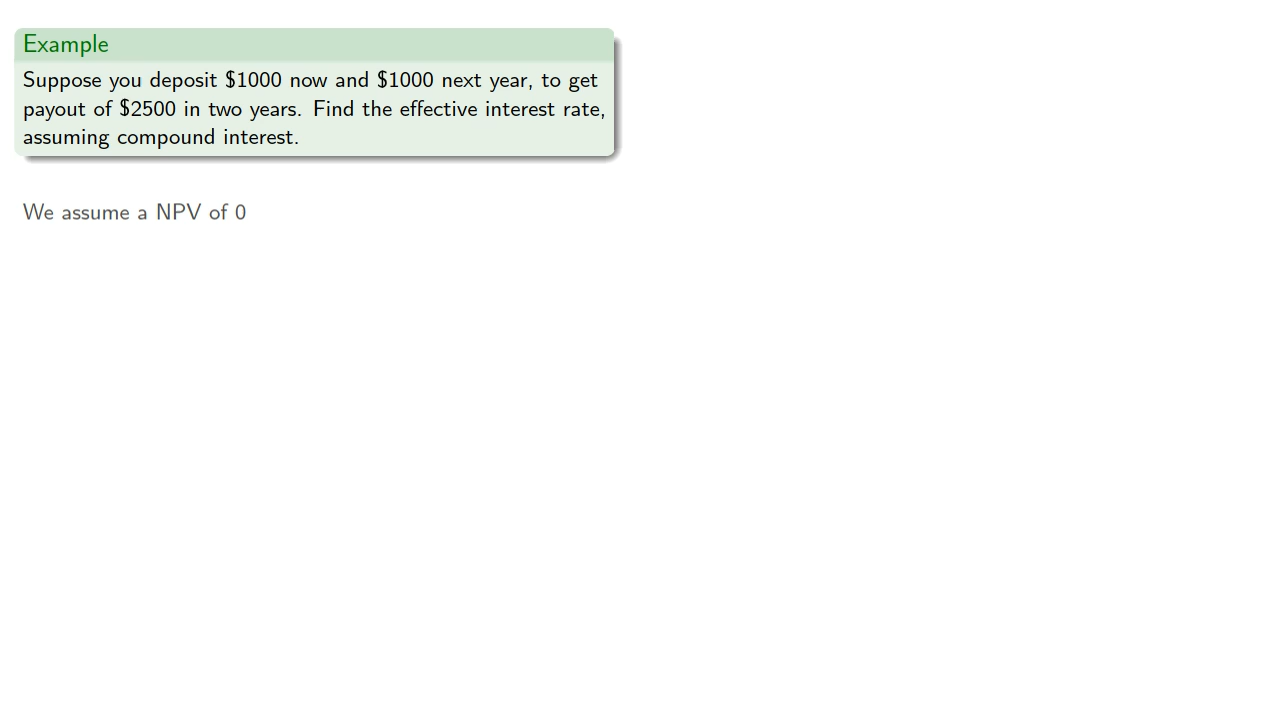 Example
Suppose you deposit $1000 now and $1000 next year, to get
payout of $2500 in two years. Find the effective interest rate,
assuming compound interest.
We assume a NPV of 0